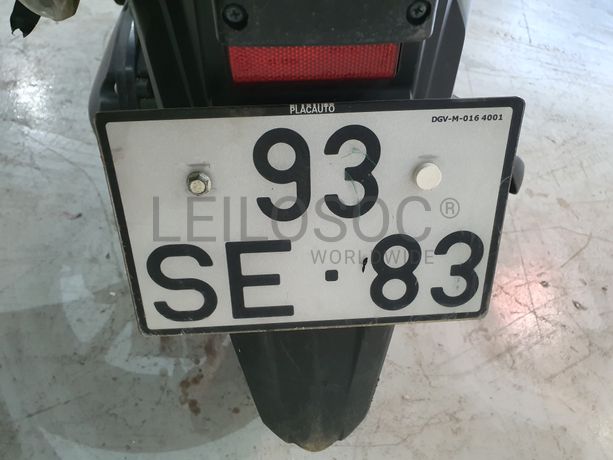 PLACAUTO
DGV-M-016 4001
93
LEILOSOC®
WORLDWIDE
SE·83